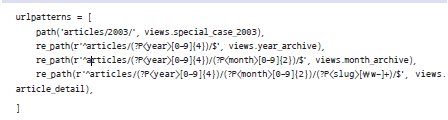 urlpatterns = [
path('articles/2003/', views.special_case_2003),
re_path(r'^articles/(?P<year>[0-9]{4})/$', views.year_archive),
re_path(r'^articles/(?P<year>[0-9]{4})/(?P<month>[0-9]{2})/$', views.month_archive),
re_path(r'^articles/(?P<year>[0-9]{4})/(?P<month>[0-9]{2})/(?P<slug>[₩w-]+)/$', views.
article_detail),
]